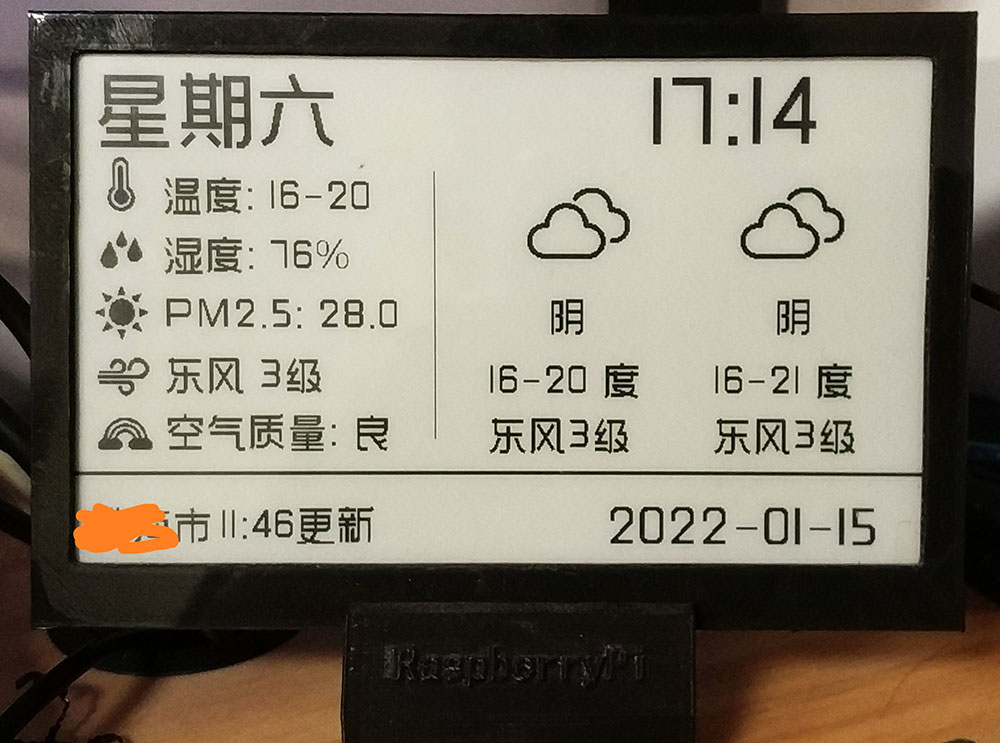 星期六
17:14
温度: 16-20
湿度: 76%
PM2.5: 28.0
东风 3级
空气质量: 良
阴
16-20 度
东风3级
阴
16-21 度
东风3级
市 11:46更新
2022-01-15
RaspberryPi